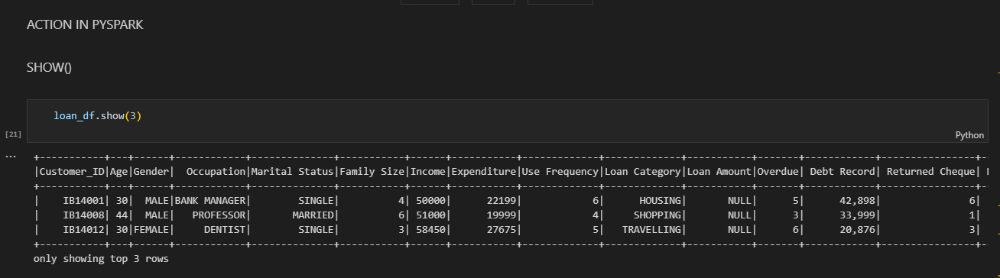 ACTION IN PYSPARK
SHOW()
loan_df.show(3)
[21]
Python
...
+-----------+---+------+------------+--------------+-----------+------+-----------+-------------+-------------+-----------+-------+-----------+---------------+-
|Customer_ID|Age|Gender|  Occupation|Marital Status|Family Size|Income|Expenditure|Use Frequency|Loan Category|Loan Amount|Overdue| Debt Record| Returned Cheque|
+-----------+---+------+------------+--------------+-----------+------+-----------+-------------+-------------+-----------+-------+-----------+---------------+-
|    IB14001| 30|  MALE|BANK MANAGER|        SINGLE|          4| 50000|      22199|            6|      HOUSING|       NULL|      5|      42,898|               6|
|    IB14008| 44|  MALE|   PROFESSOR|       MARRIED|          6| 51000|      19999|            4|     SHOPPING|       NULL|      3|      33,999|               1|
|    IB14012| 30|FEMALE|     DENTIST|        SINGLE|          3| 58450|      27675|            5|   TRAVELLING|       NULL|      6|      20,876|               3|
+-----------+---+------+------------+--------------+-----------+------+-----------+-------------+-------------+-----------+-------+-----------+---------------+-
only showing top 3 rows